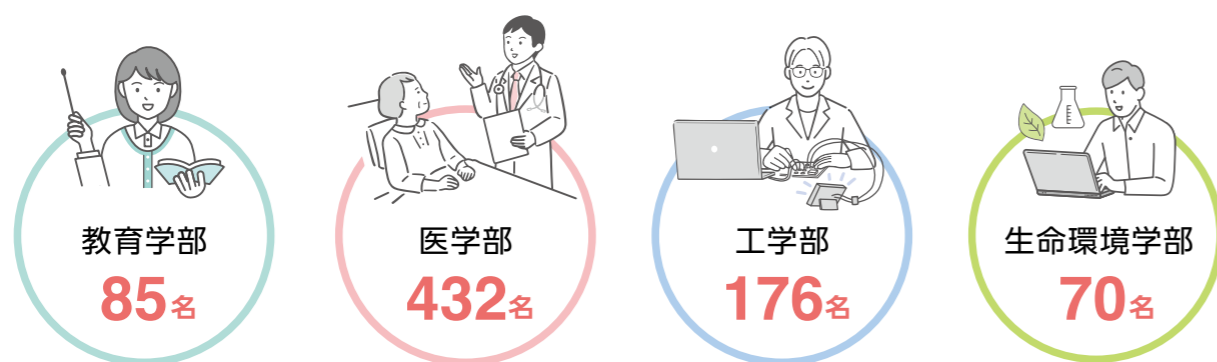 教育学部
85名
医学部
432名
工学部
176名
生命環境学部
70名